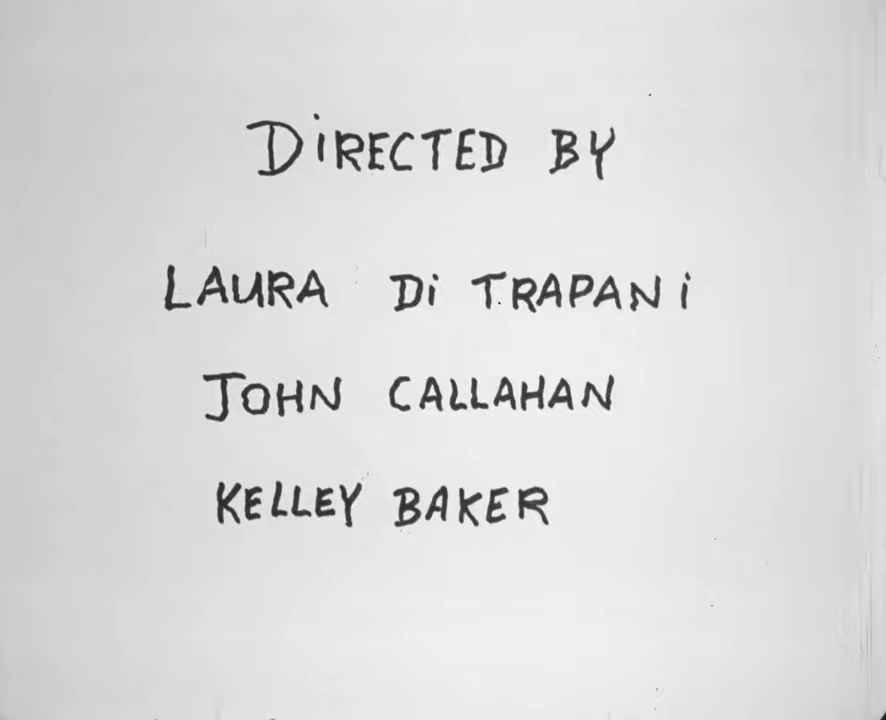 DiRECTED BY
LAURA Di TRAPANi
JOHN CALLAHAN
KELLEY BAKER